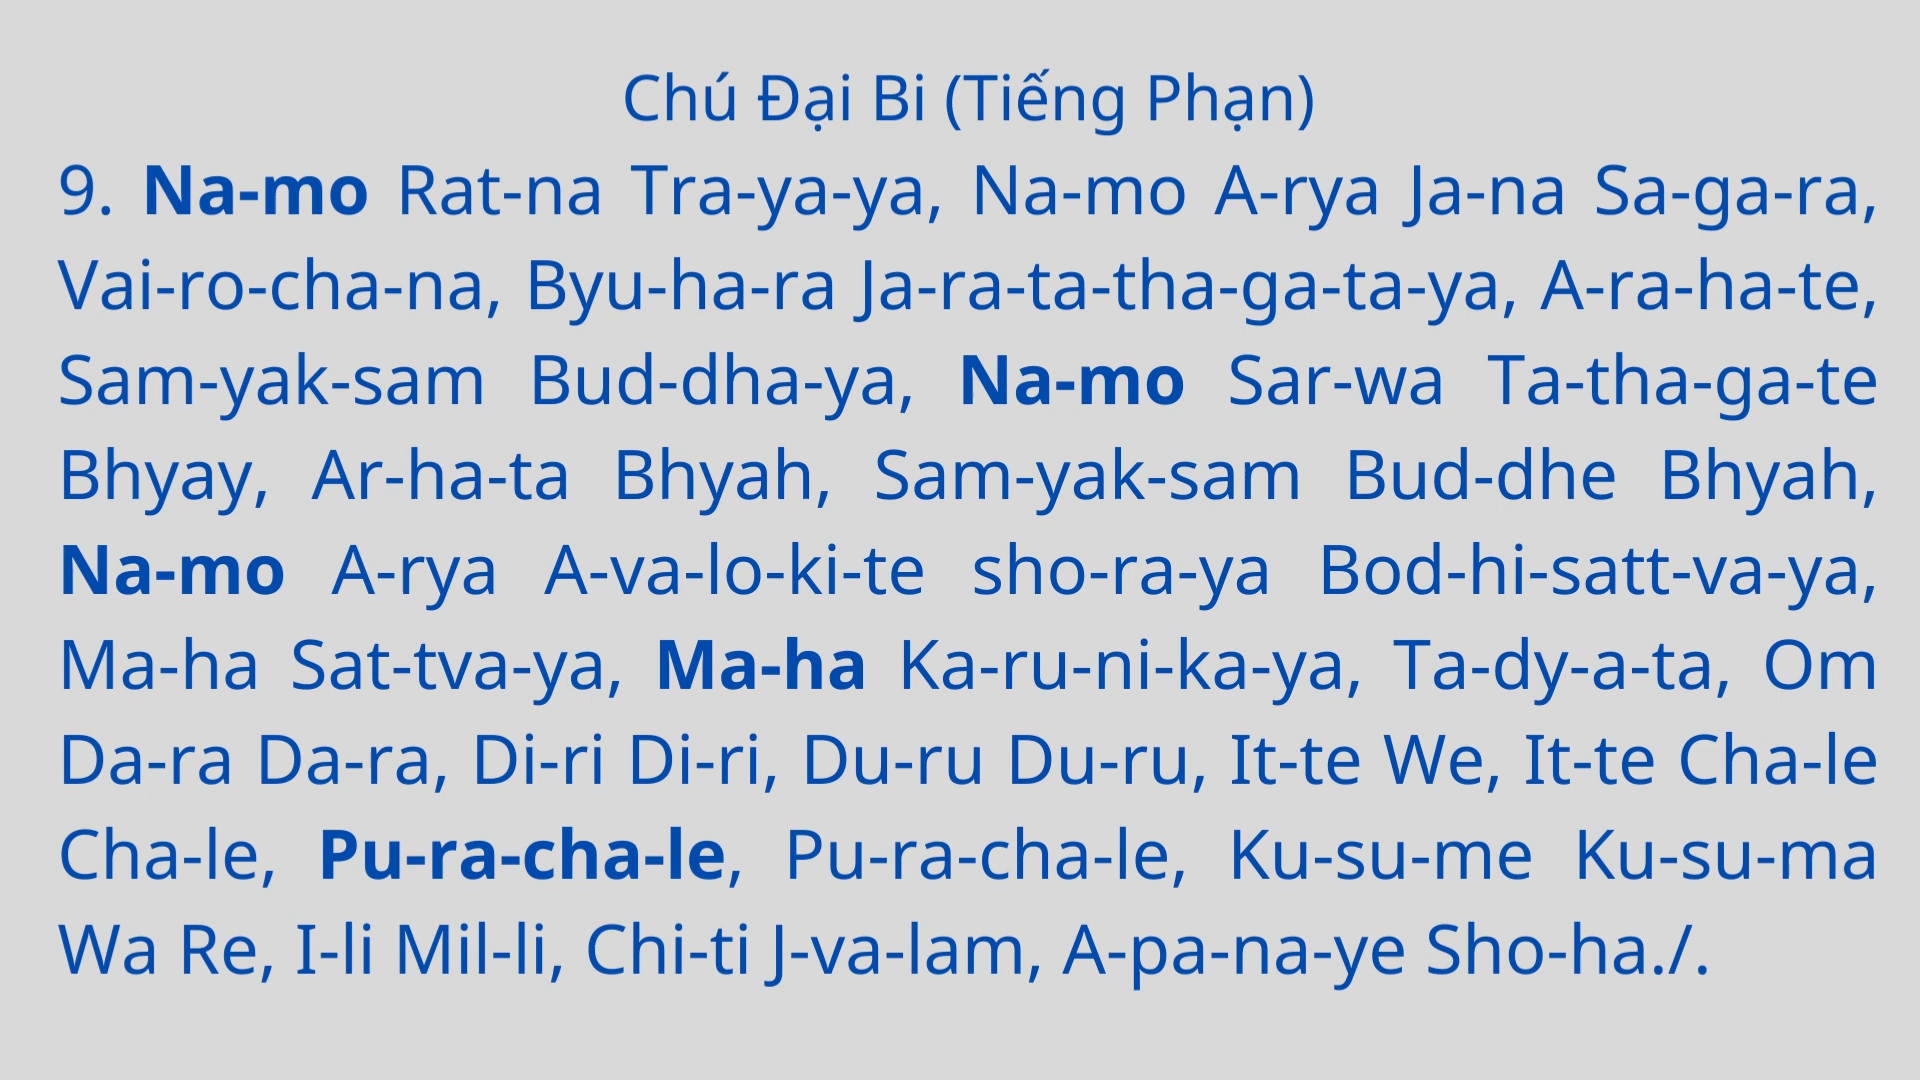 Chú Đại Bi (Tiếng Phạn)
9. Na-mo Rat-na Tra-ya-ya, Na-mo A-rya Ja-na Sa-ga-ra,
Vai-ro-cha-na, Byu-ha-ra Ja-ra-ta-tha-ga-ta-ya, A-ra-ha-te,
Sam-yak-sam Bud-dha-ya, Na-mo Sar-wa Ta-tha-ga-te
Bhyay, Ar-ha-ta Bhyah, Sam-yak-sam Bud-dhe Bhyah,
Na-mo A-rya A-va-lo-ki-te sho-ra-ya Bod-hi-satt-va-ya,
Ma-ha Sat-tva-ya, Ma-ha Ka-ru-ni-ka-ya, Ta-dy-a-ta, Om
Da-ra Da-ra, Di-ri Di-ri, Du-ru Du-ru, It-te We, It-te Cha-le
Cha-le, Pu-ra-cha-le, Pu-ra-cha-le, Ku-su-me Ku-su-ma
Wa Re, I-li Mil-li, Chi-ti J-va-lam, A-pa-na-ye Sho-ha./.